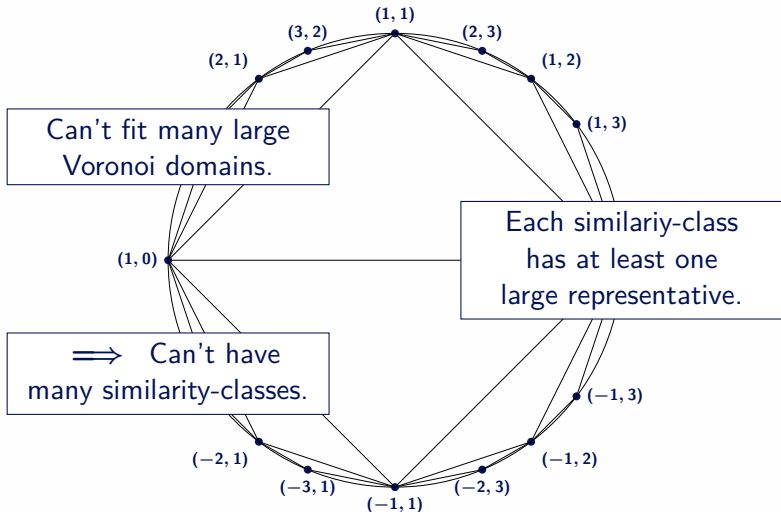 (1, 1)
(3, 2)
(2, 3)
(2, 1)
(1, 2)
(1, 3)
Can't fit many large
Voronoi domains.
(1, 0)
Each similariy-class
has at least one
large representative.
⟹ Can't have
many similarity-classes.
(−1, 3)
(−2, 1)
(−1, 2)
(−3, 1)
(−2, 3)
(−1, 1)